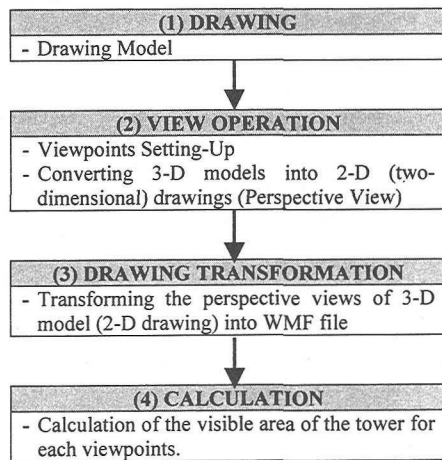 (1) DRAWING
- Drawing Model
(2) VIEW OPERATION
- Viewpoints Setting-Up
- Converting 3-D models into 2-D (two-
dimensional) drawings (Perspective View)
(3) DRAWING TRANSFORMATION
- Transforming the perspective views of 3-D
model (2-D drawing) into WMF file
(4) CALCULATION
- Calculation of the visible area of the tower for
each viewpoints.